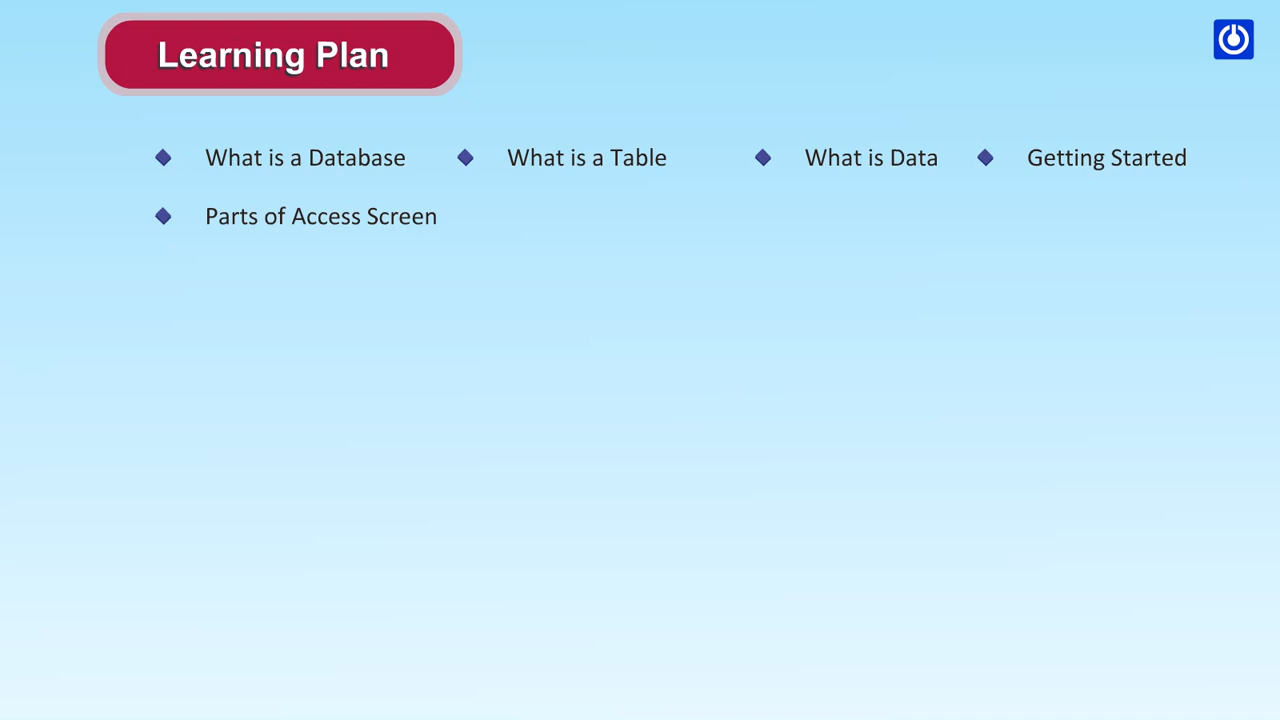 Learning Plan
What is a Database What is a Table What is Data Getting Started
Parts of Access Screen